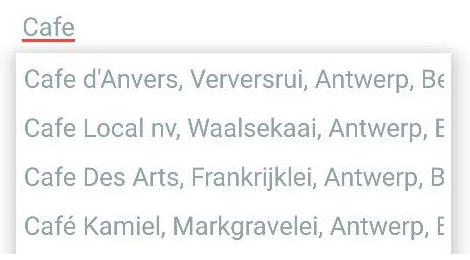 Cafe
Cafe d'Anvers, Verversrui, Antwerp, Be
Cafe Local nv, Waalsekaai, Antwerp,
Cafe Des Arts, Frankrijklei, Antwerp, B
Café Kamiel, Markgravelei, Antwerp,